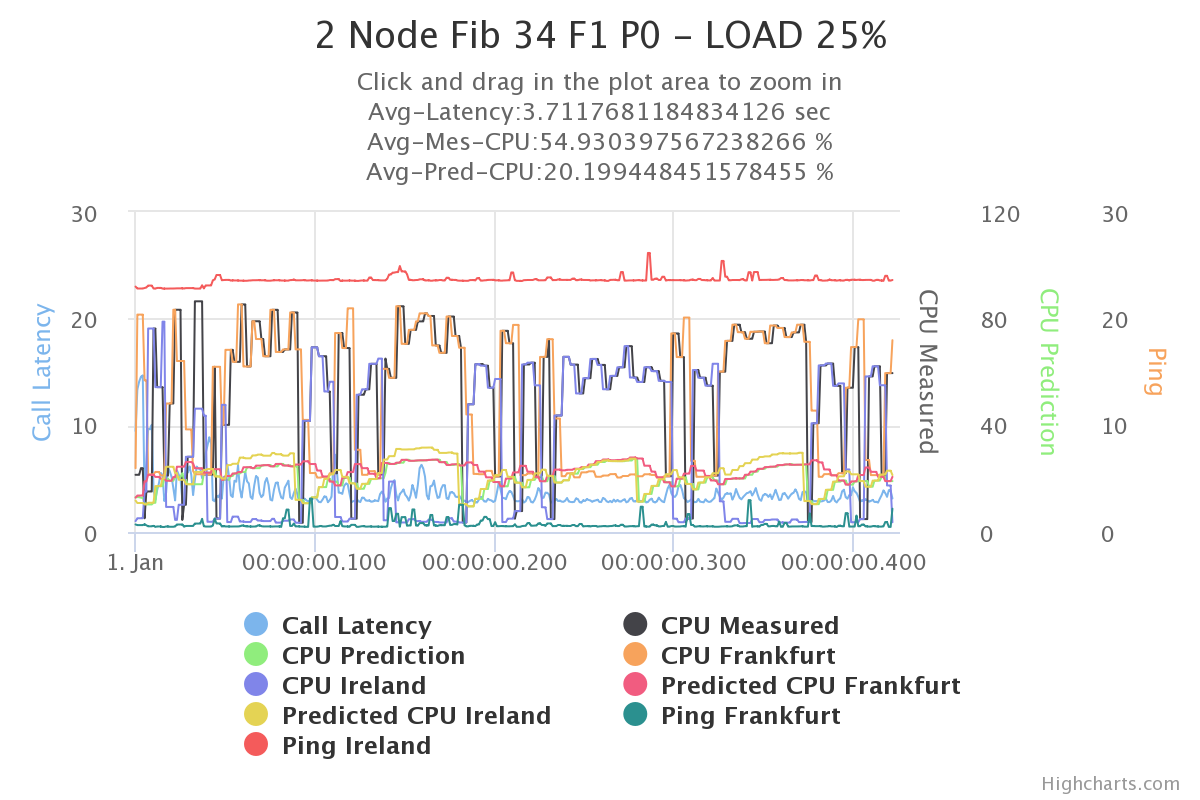 2 Node Fib 34 F1 P0 - LOAD 25%
Click and drag in the plot area to zoom in
Avg-Latency:3.7117681184834126 sec
Avg-Mes-CPU:54.930397567238266 %
Avg-Pred-CPU:20.199448451578455 %
30
20
10
0
Call Latency
120
80
40
0
CPU Measured
CPU Prediction
30
20
10
0
Ping
1. Jan
00:00:00.100
00:00:00.200
00:00:00.300
00:00:00.400
Call Latency
CPU Measured
CPU Prediction
CPU Frankfurt
CPU Ireland
Predicted CPU Frankfurt
Predicted CPU Ireland
Ping Frankfurt
Ping Ireland
Highcharts.com